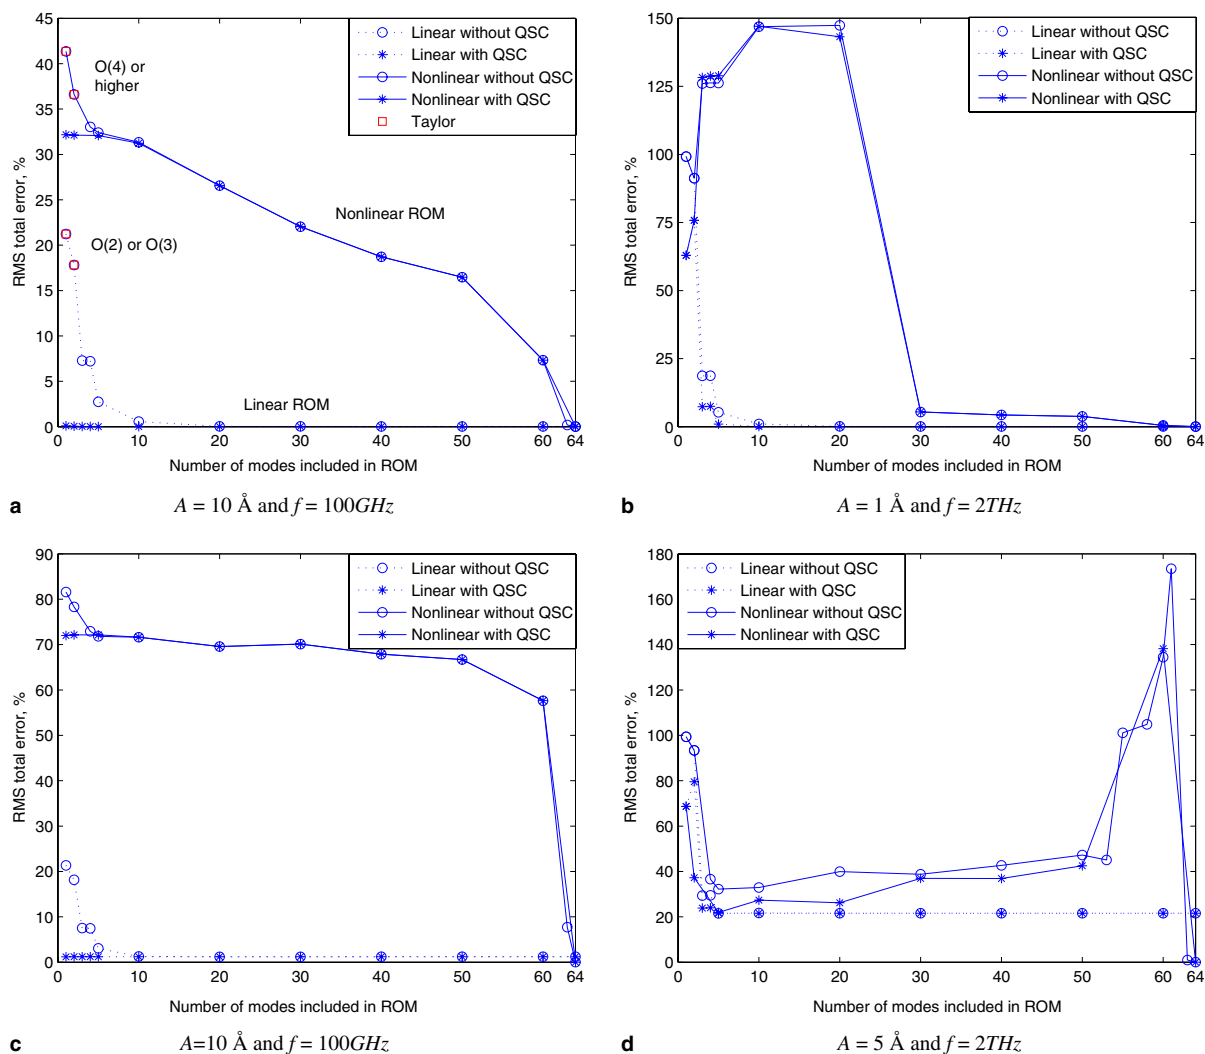 45
40
35
30
25
20
15
10
5
0
RMS total error, %
O(4) or
higher
O(2) or O(3)
Nonlinear ROM
Linear ROM
Linear without QSC
Linear with QSC
Nonlinear without QSC
Nonlinear with QSC
Taylor
0 10 20 30 40 50 60 64
Number of modes included in ROM
a A = 10 Å and f = 100GHz
150
125
100
75
50
25
0
RMS total error, %
Linear without QSC
Linear with QSC
Nonlinear without QSC
Nonlinear with QSC
0 10 20 30 40 50 60 64
Number of modes included in ROM
b A = 1 Å and f = 2THz
90
80
70
60
50
40
30
20
10
0
RMS total error, %
Linear without QSC
Linear with QSC
Nonlinear without QSC
Nonlinear with QSC
0 10 20 30 40 50 60 64
Number of modes included in ROM
c A=10 Å and f = 100GHz
180
160
140
120
100
80
60
40
20
0
RMS total error, %
Linear without QSC
Linear with QSC
Nonlinear without QSC
Nonlinear with QSC
0 10 20 30 40 50 60 64
Number of modes included in ROM
d A = 5 Å and f = 2THz